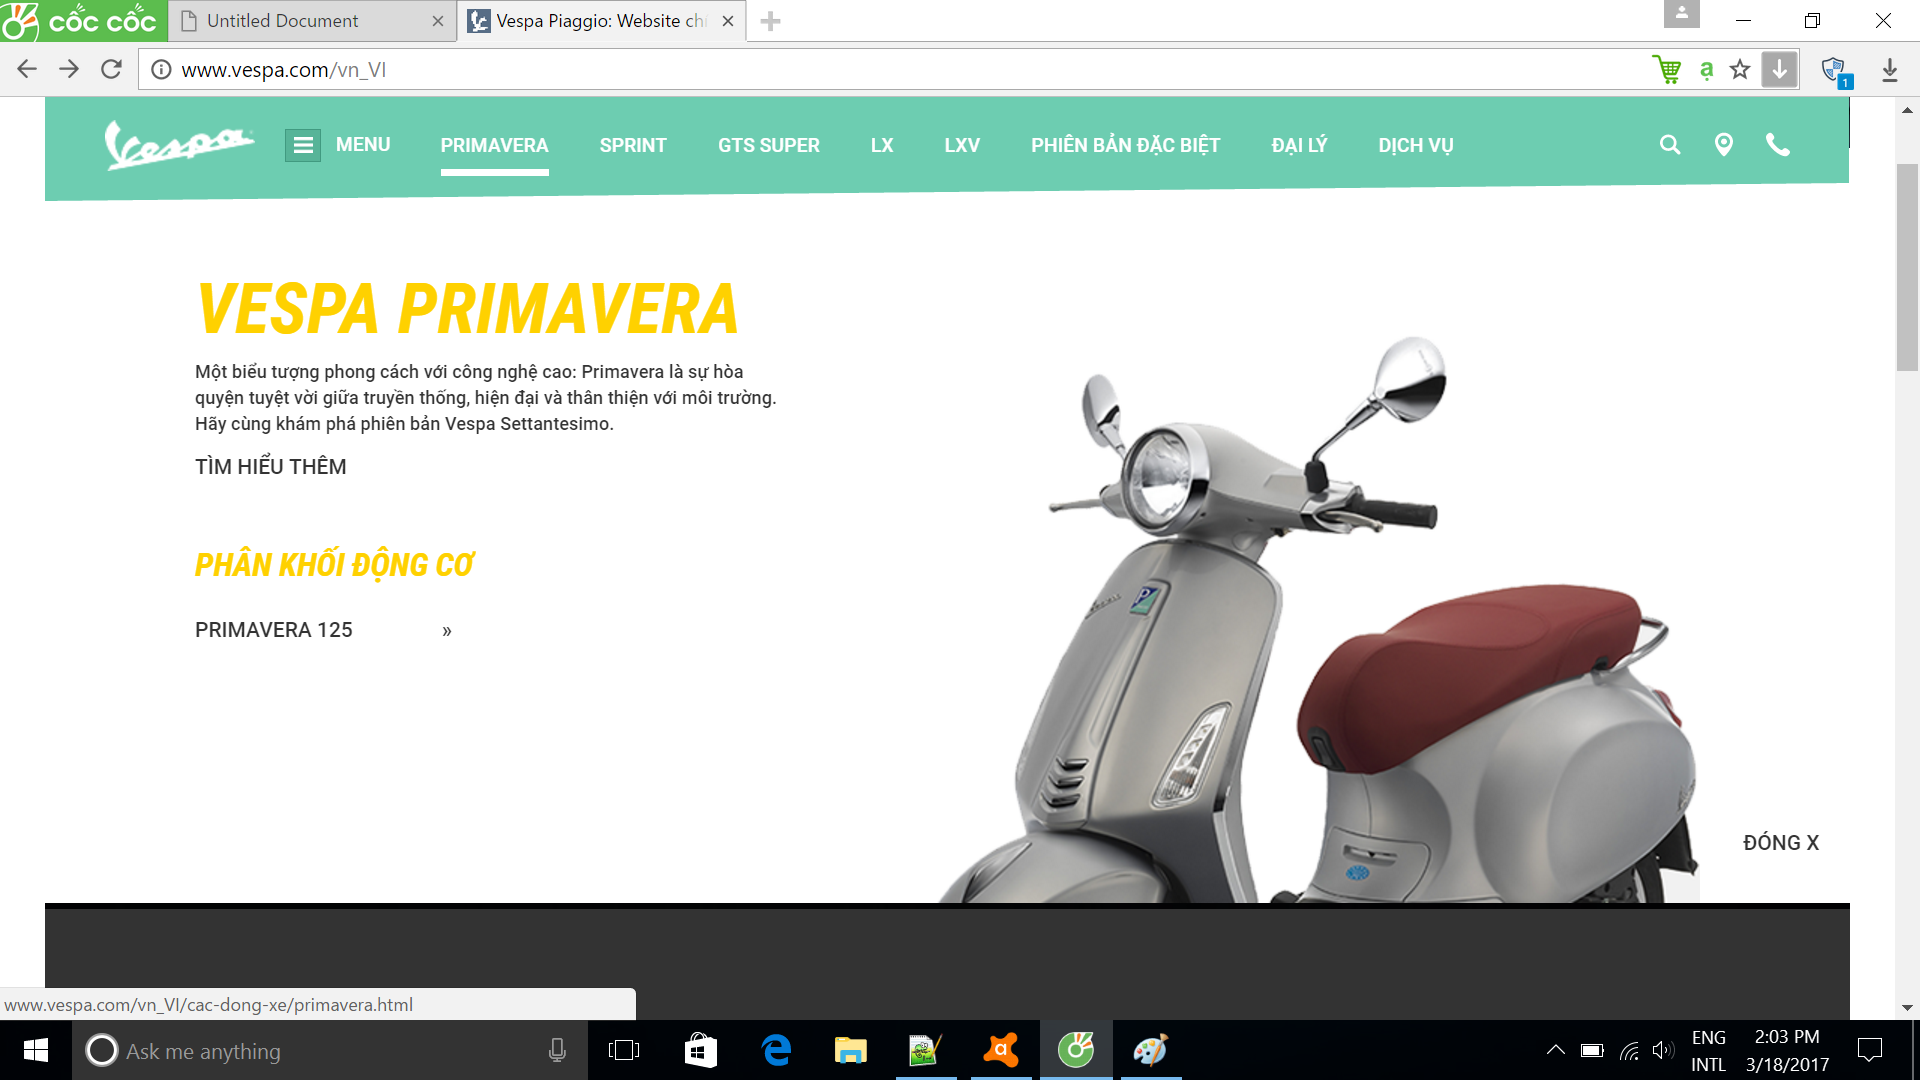 cốc cốc
Untitled Document
Vespa Piaggio: Website ch
www.vespa.com/vn_VI
1
Vespa
MENU
PRIMAVERA
SPRINT
GTS SUPER
LX
LXV
PHIÊN BẢN ĐẶC BIỆT
ĐẠI LÝ
DỊCH VỤ
VESPA PRIMAVERA
Một biểu tượng phong cách với công nghệ cao: Primavera là sự hòa
quyện tuyệt vời giữa truyền thống, hiện đại và thân thiện với môi trường.
Hãy cùng khám phá phiên bản Vespa Settantesimo.
TÌM HIỂU THÊM
PHÂN KHỐI ĐỘNG CƠ
PRIMAVERA 125 »
ĐÓNG X
www.vespa.com/vn_VI/cac-dong-xe/primavera.html
Ask me anything
ENG
INTL
2:03 PM
3/18/2017